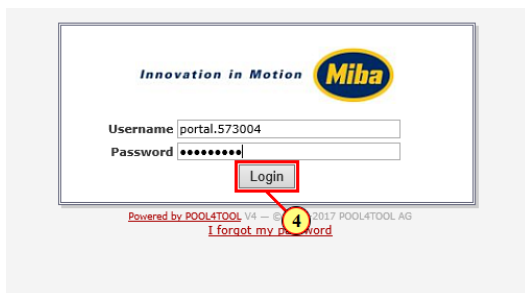 Innovation in Motion Miba
Username portal.573004
Password •••••••••
Login
Powered by POOL4TOOL V4 — © 2017 POOL4TOOL AG
4
I forgot my password